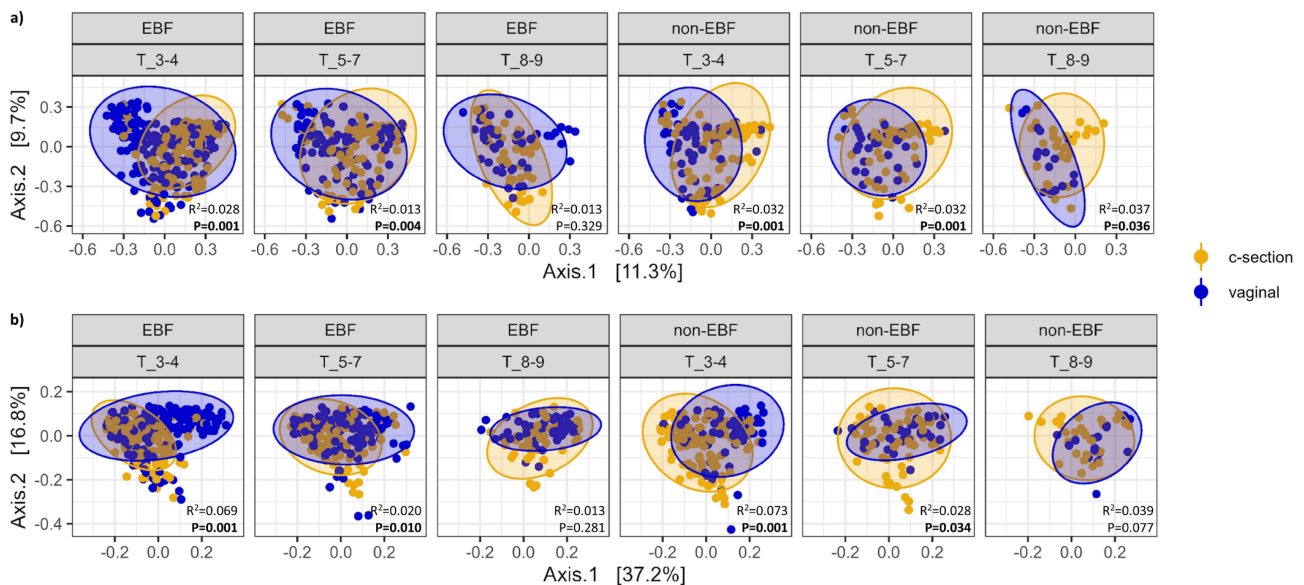 a)
EBF EBF EBF non-EBF non-EBF non-EBF
T_3-4 T_5-7 T_8-9 T_3-4 T_5-7 T_8-9
Axis.2 [9.7%]
0.3
0.0
-0.3
-0.6
R²=0.028 R²=0.013 R²=0.013 R²=0.032 R²=0.032 R²=0.037
P=0.001 P=0.004 P=0.329 P=0.001 P=0.001 P=0.036
-0.6 -0.3 0.0 0.3 -0.6 -0.3 0.0 0.3 -0.6 -0.3 0.0 0.3 -0.6 -0.3 0.0 0.3 -0.6 -0.3 0.0 0.3 -0.6 -0.3 0.0 0.3
Axis.1 [11.3%]
c-section
vaginal
b)
EBF EBF EBF non-EBF non-EBF non-EBF
T_3-4 T_5-7 T_8-9 T_3-4 T_5-7 T_8-9
Axis.2 [16.8%]
0.2
0.0
-0.2
-0.4
R²=0.069 R²=0.020 R²=0.013 R²=0.073 R²=0.028 R²=0.039
P=0.001 P=0.010 P=0.281 P=0.001 P=0.034 P=0.077
-0.2 0.0 0.2 -0.2 0.0 0.2 -0.2 0.0 0.2 -0.2 0.0 0.2 -0.2 0.0 0.2 -0.2 0.0 0.2
Axis.1 [37.2%]